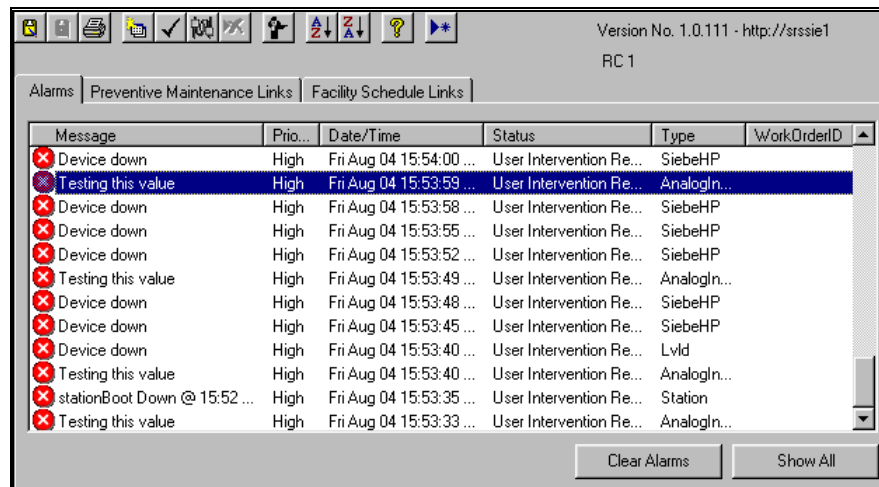 Version No. 1.0.111 - http://srssie1
RC 1
Alarms Preventive Maintenance Links Facility Schedule Links
Message Prio... Date/Time Status Type WorkOrderID
Device down High Fri Aug 04 15:54:00 ... User Intervention Re... SiebeHP
Testing this value High Fri Aug 04 15:53:59 ... User Intervention Re... AnalogIn...
Device down High Fri Aug 04 15:53:58 ... User Intervention Re... SiebeHP
Device down High Fri Aug 04 15:53:55 ... User Intervention Re... SiebeHP
Device down High Fri Aug 04 15:53:52 ... User Intervention Re... SiebeHP
Testing this value High Fri Aug 04 15:53:49 ... User Intervention Re... AnalogIn...
Device down High Fri Aug 04 15:53:48 ... User Intervention Re... SiebeHP
Device down High Fri Aug 04 15:53:45 ... User Intervention Re... SiebeHP
Device down High Fri Aug 04 15:53:40 ... User Intervention Re... Lvld
Testing this value High Fri Aug 04 15:53:40 ... User Intervention Re... AnalogIn...
stationBoot Down @ 15:52 ... High Fri Aug 04 15:53:35 ... User Intervention Re... Station
Testing this value High Fri Aug 04 15:53:33 ... User Intervention Re... AnalogIn...
Clear Alarms Show All